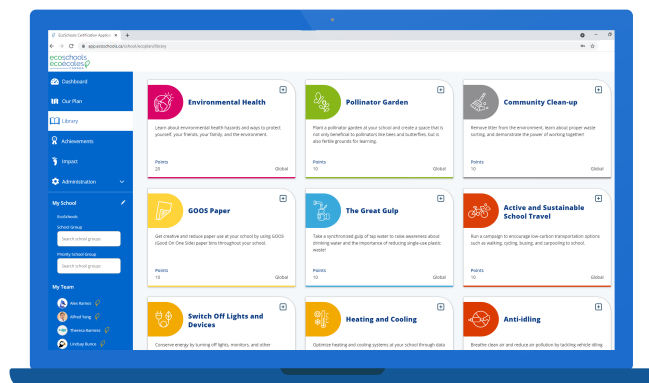 EcoSchools Certification Applica
app.ecoschools.ca/school/ecoplan/library
ecoschools
écoécoles
CANADA
Dashboard
Our Plan
Library
Achievements
Impact
Administration
My School
EcoSchools
School Group
Search school groups
Priority School Group
Search school groups
My Team
Alex Ramos
Alfred Yang
Theresa Ramirez
Lindsay Bunce
Environmental Health
Learn about environmental health hazards and ways to protect
yourself, your friends, your family, and the environment.
Points
20
Global
Pollinator Garden
Plant a pollinator garden at your school and create a space that is
not only beneficial to pollinators like bees and butterflies, but is
also fertile grounds for learning.
Points
10
Global
Community Clean-up
Remove litter from the environment, learn about proper waste
sorting, and demonstrate the power of working together!
Points
10
Global
GOOS Paper
Get creative and reduce paper use at your school by using GOOS
(Good On One Side) paper bins throughout your school.
Points
10
Global
The Great Gulp
Take a synchronized gulp of tap water to raise awareness about
drinking water and the importance of reducing single-use plastic
waste!
Points
10
Global
Active and Sustainable
School Travel
Run a campaign to encourage low-carbon transportation options
such as walking, cycling, busing, and carpooling to school.
Points
10
Global
Switch Off Lights and
Devices
Conserve energy by turning off lights, monitors, and other
Heating and Cooling
Optimize heating and cooling systems at your school through data
Anti-idling
Breathe clean air and reduce air pollution by tackling vehicle idling